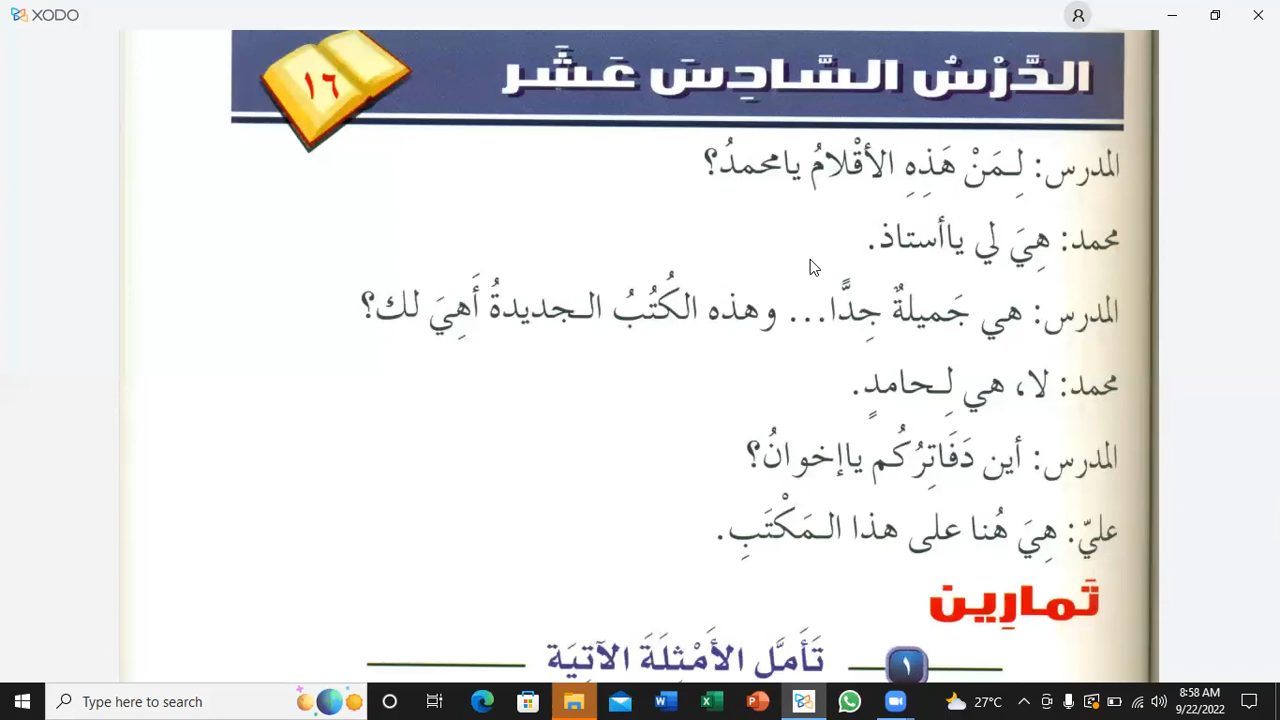 XODO
الدَّرْسُ السَّادِسَ عَشَر
١٦
المدرس: لِـمَنْ هَذِهِ الأقْلامُ يامحمدُ؟
محمد: هِيَ لي ياأستاذ.
المدرس: هي جَميلةٌ جِدًّا... وهذه الكُتُبُ الـجديدةُ أَهِيَ لك؟
محمد: لا، هي لِـحامدٍ.
المدرس: أين دَفَاتِرُكُم ياإخوانُ؟
عليّ: هِيَ هُنا على هذا الـمَكْتَبِ.
تَمارِين
١ تَأَمَّل الأَمْثِلَةَ الآتِيَة
Type here to search
27°C
8:58 AM
9/22/2022